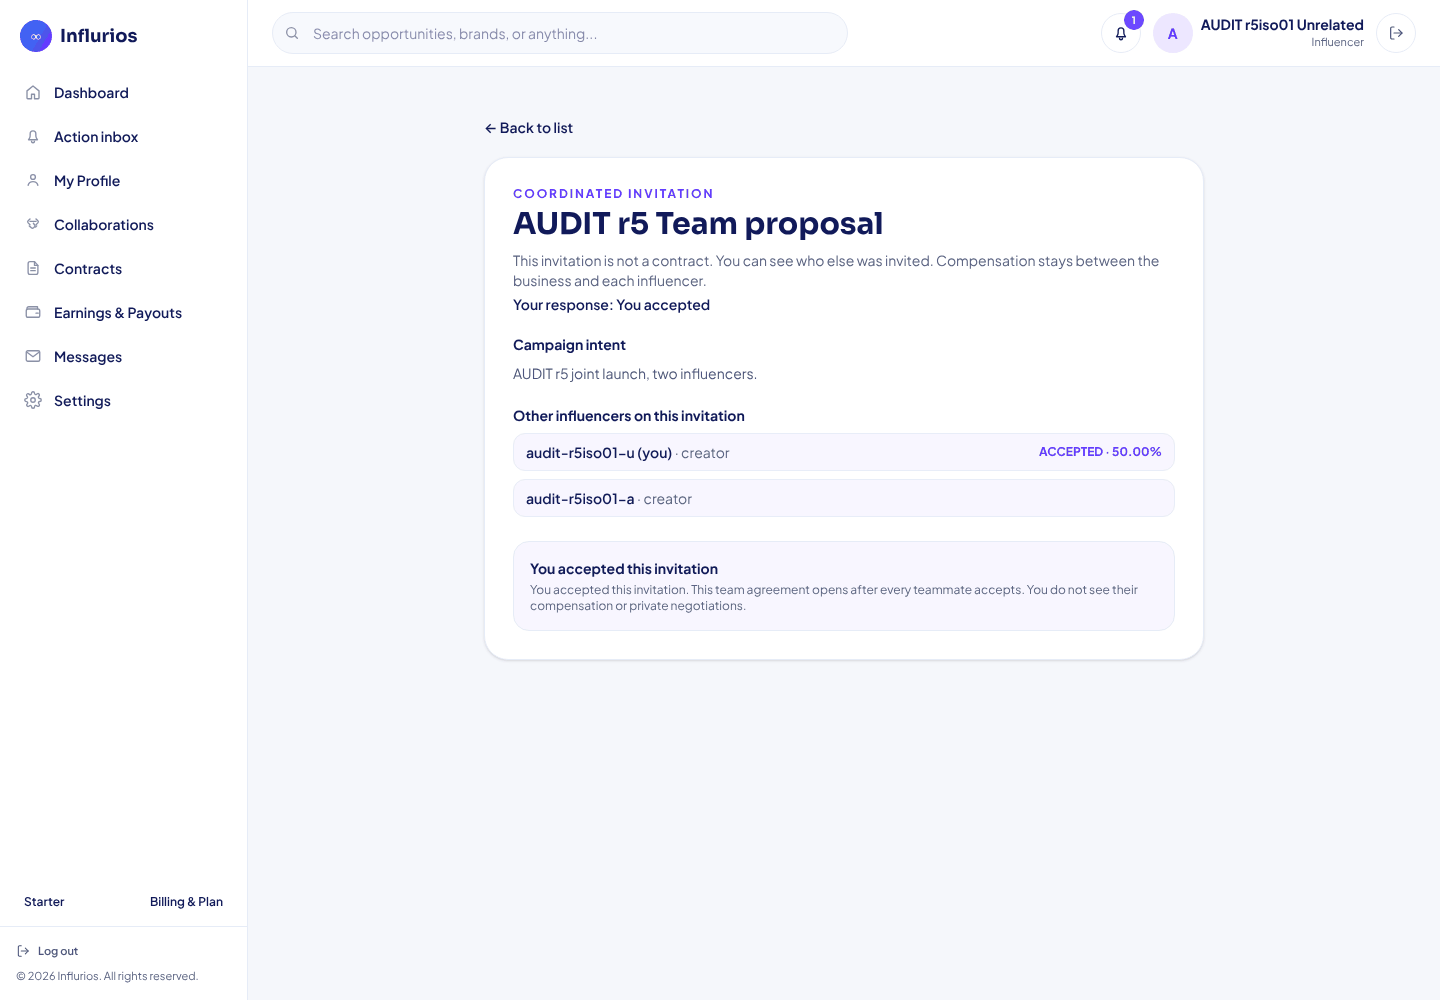 ∞ Influrios
Dashboard
Action inbox
My Profile
Collaborations
Contracts
Earnings & Payouts
Messages
Settings
Starter Billing & Plan
Log out
© 2026 Influrios. All rights reserved.
Search opportunities, brands, or anything...
1
A
AUDIT r5iso01 Unrelated
Influencer
← Back to list
COORDINATED INVITATION
AUDIT r5 Team proposal
This invitation is not a contract. You can see who else was invited. Compensation stays between the
business and each influencer.
Your response: You accepted
Campaign intent
AUDIT r5 joint launch, two influencers.
Other influencers on this invitation
audit-r5iso01-u (you) · creator ACCEPTED · 50.00%
audit-r5iso01-a · creator
You accepted this invitation
You accepted this invitation. This team agreement opens after every teammate accepts. You do not see their
compensation or private negotiations.